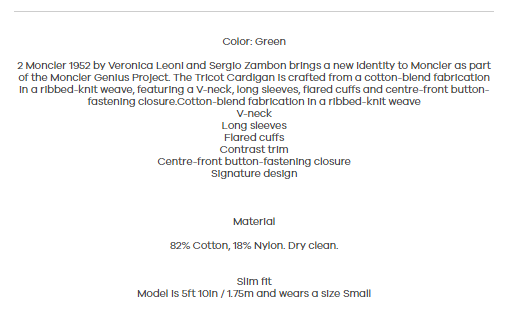 Color: Green
2 Moncler 1952 by Veronica Leoni and Sergio Zambon brings a new identity to Moncler as part
of the Moncler Genius Project. The Tricot Cardigan is crafted from a cotton-blend fabrication
in a ribbed-knit weave, featuring a V-neck, long sleeves, flared cuffs and centre-front button-
fastening closure.Cotton-blend fabrication in a ribbed-knit weave
V-neck
Long sleeves
Flared cuffs
Contrast trim
Centre-front button-fastening closure
Signature design
Material
82% Cotton, 18% Nylon. Dry clean.
Slim fit
Model is 5ft 10in / 1.75m and wears a size Small